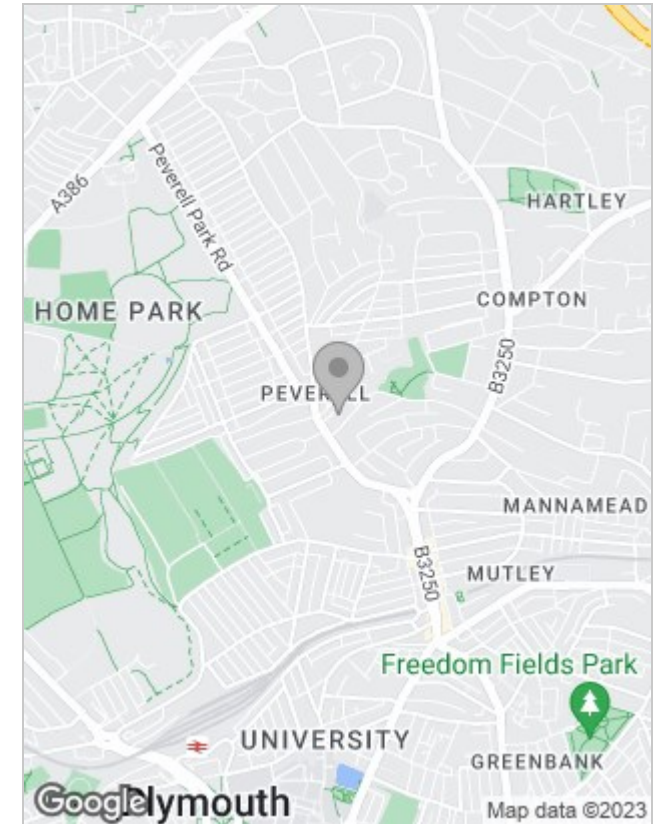 A386
Peverell Park Rd
HARTLEY
HOME PARK
COMPTON
B3250
PEVERELL
MANNAMEAD
B3250
MUTLEY
Freedom Fields Park
UNIVERSITY
GREENBANK
Google
Plymouth
Map data ©2023